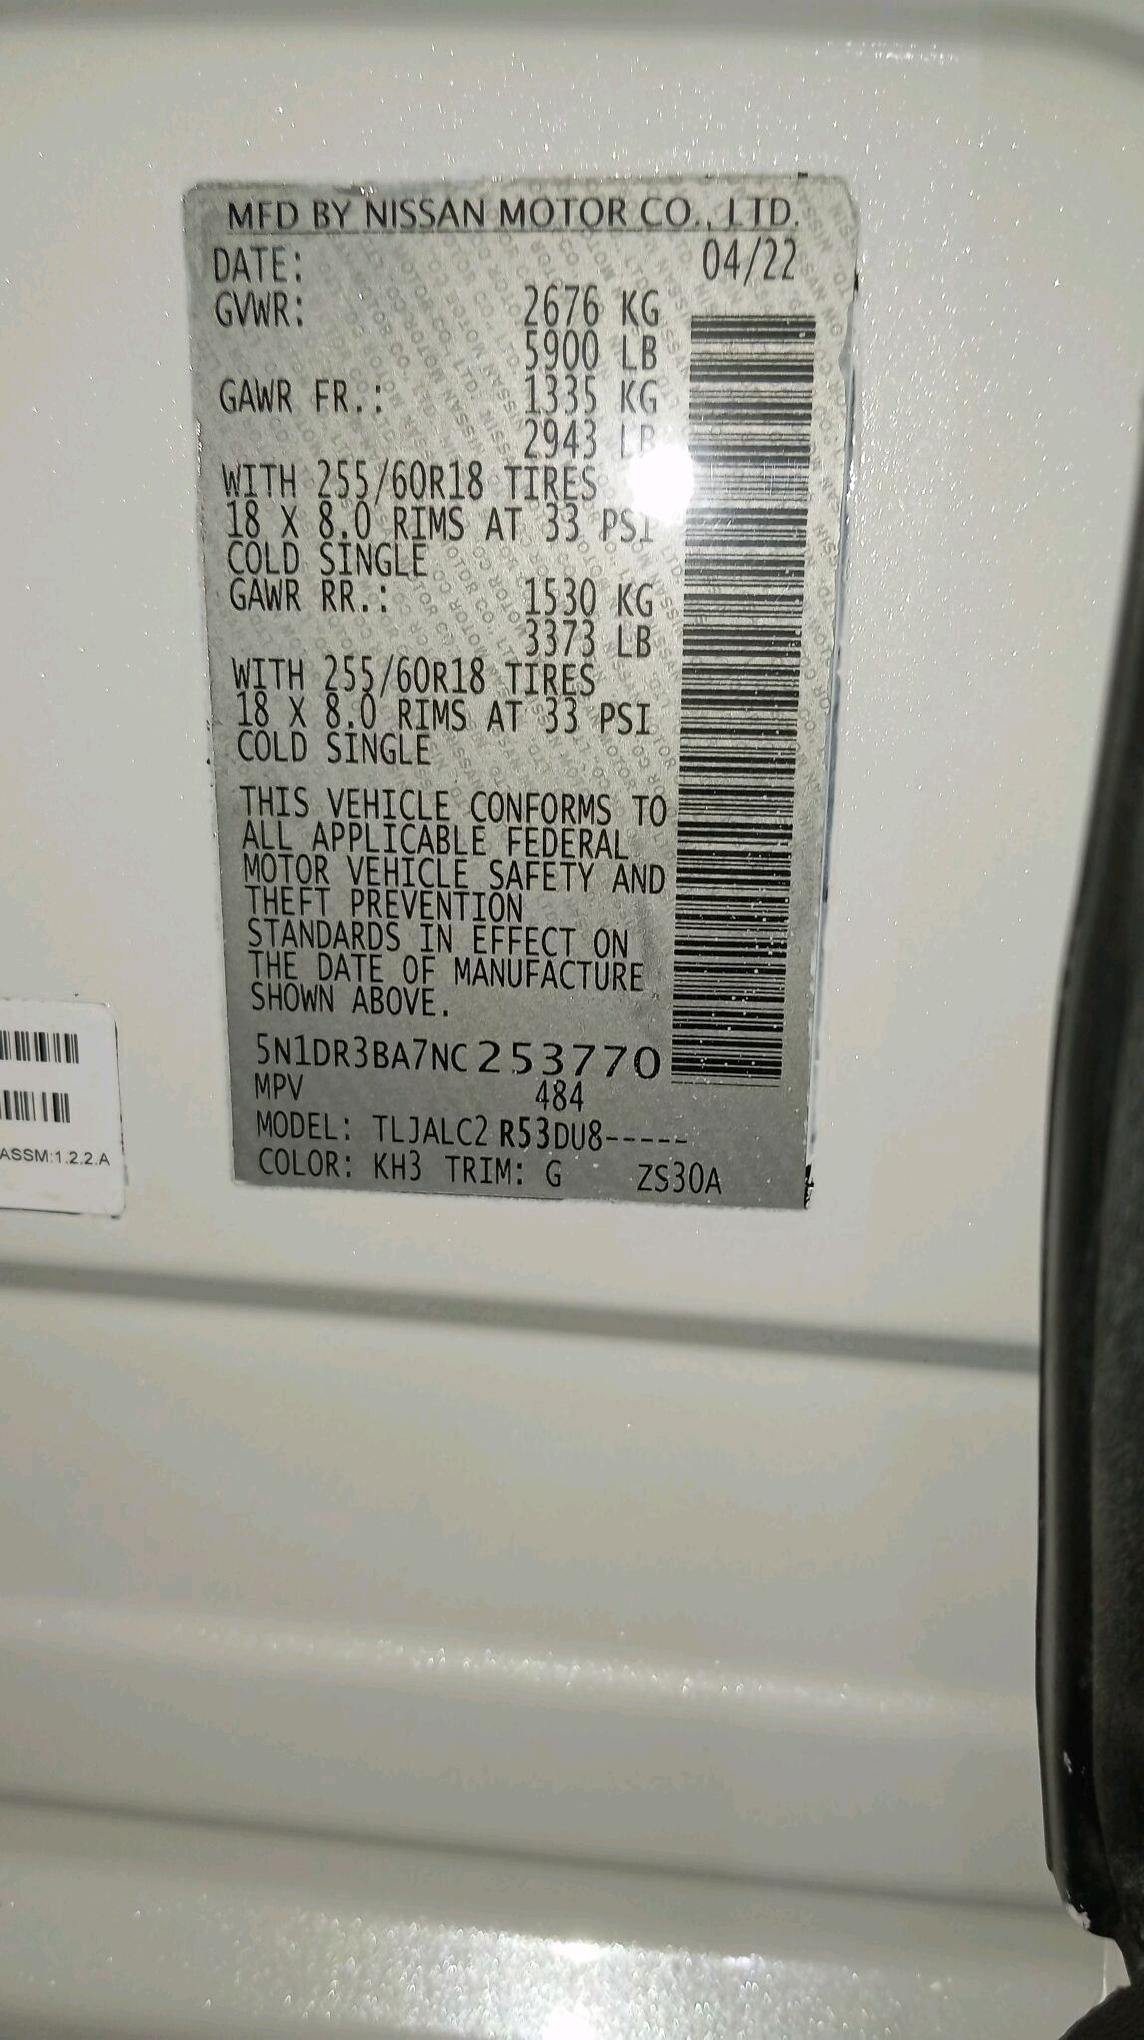 MFD BY NISSAN MOTOR CO., LTD.
DATE: 04/22
GVWR: 2676 KG
5900 LB
GAWR FR.: 1335 KG
2943 LB
WITH 255/60R18 TIRES
18 X 8.0 RIMS AT 33 PSI
COLD SINGLE
GAWR RR.: 1530 KG
3373 LB
WITH 255/60R18 TIRES
18 X 8.0 RIMS AT 33 PSI
COLD SINGLE
THIS VEHICLE CONFORMS TO
ALL APPLICABLE FEDERAL
MOTOR VEHICLE SAFETY AND
THEFT PREVENTION
STANDARDS IN EFFECT ON
THE DATE OF MANUFACTURE
SHOWN ABOVE.
5N1DR3BA7NC253770
MPV 484
MODEL: TLJALC2 R53DU8-----
COLOR: KH3 TRIM: G ZS30A
ASSM:1.2.2.A